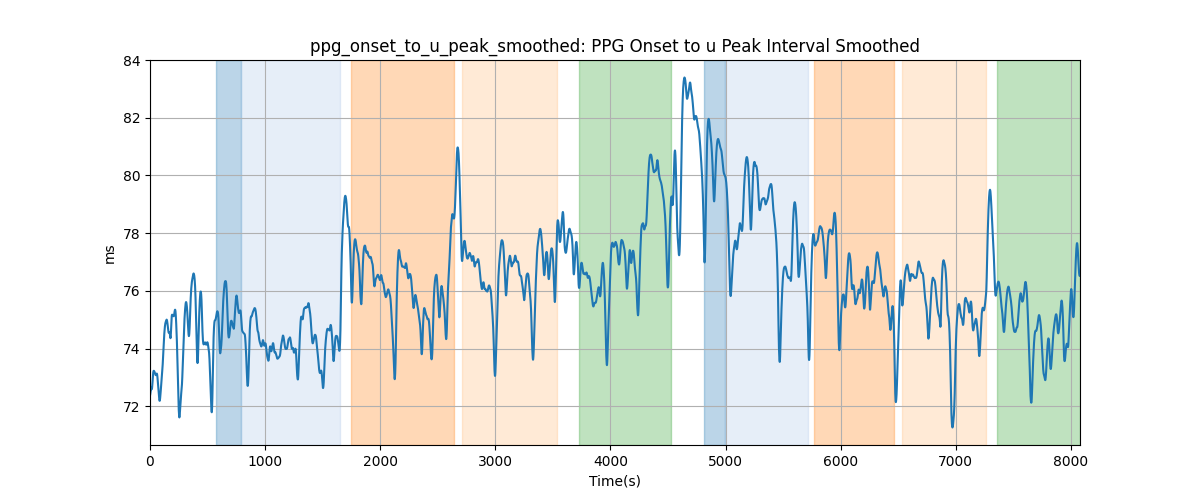 ppg_onset_to_u_peak_smoothed: PPG Onset to u Peak Interval Smoothed
84
82
80
78
76
74
72
ms
0 1000 2000 3000 4000 5000 6000 7000 8000
Time(s)